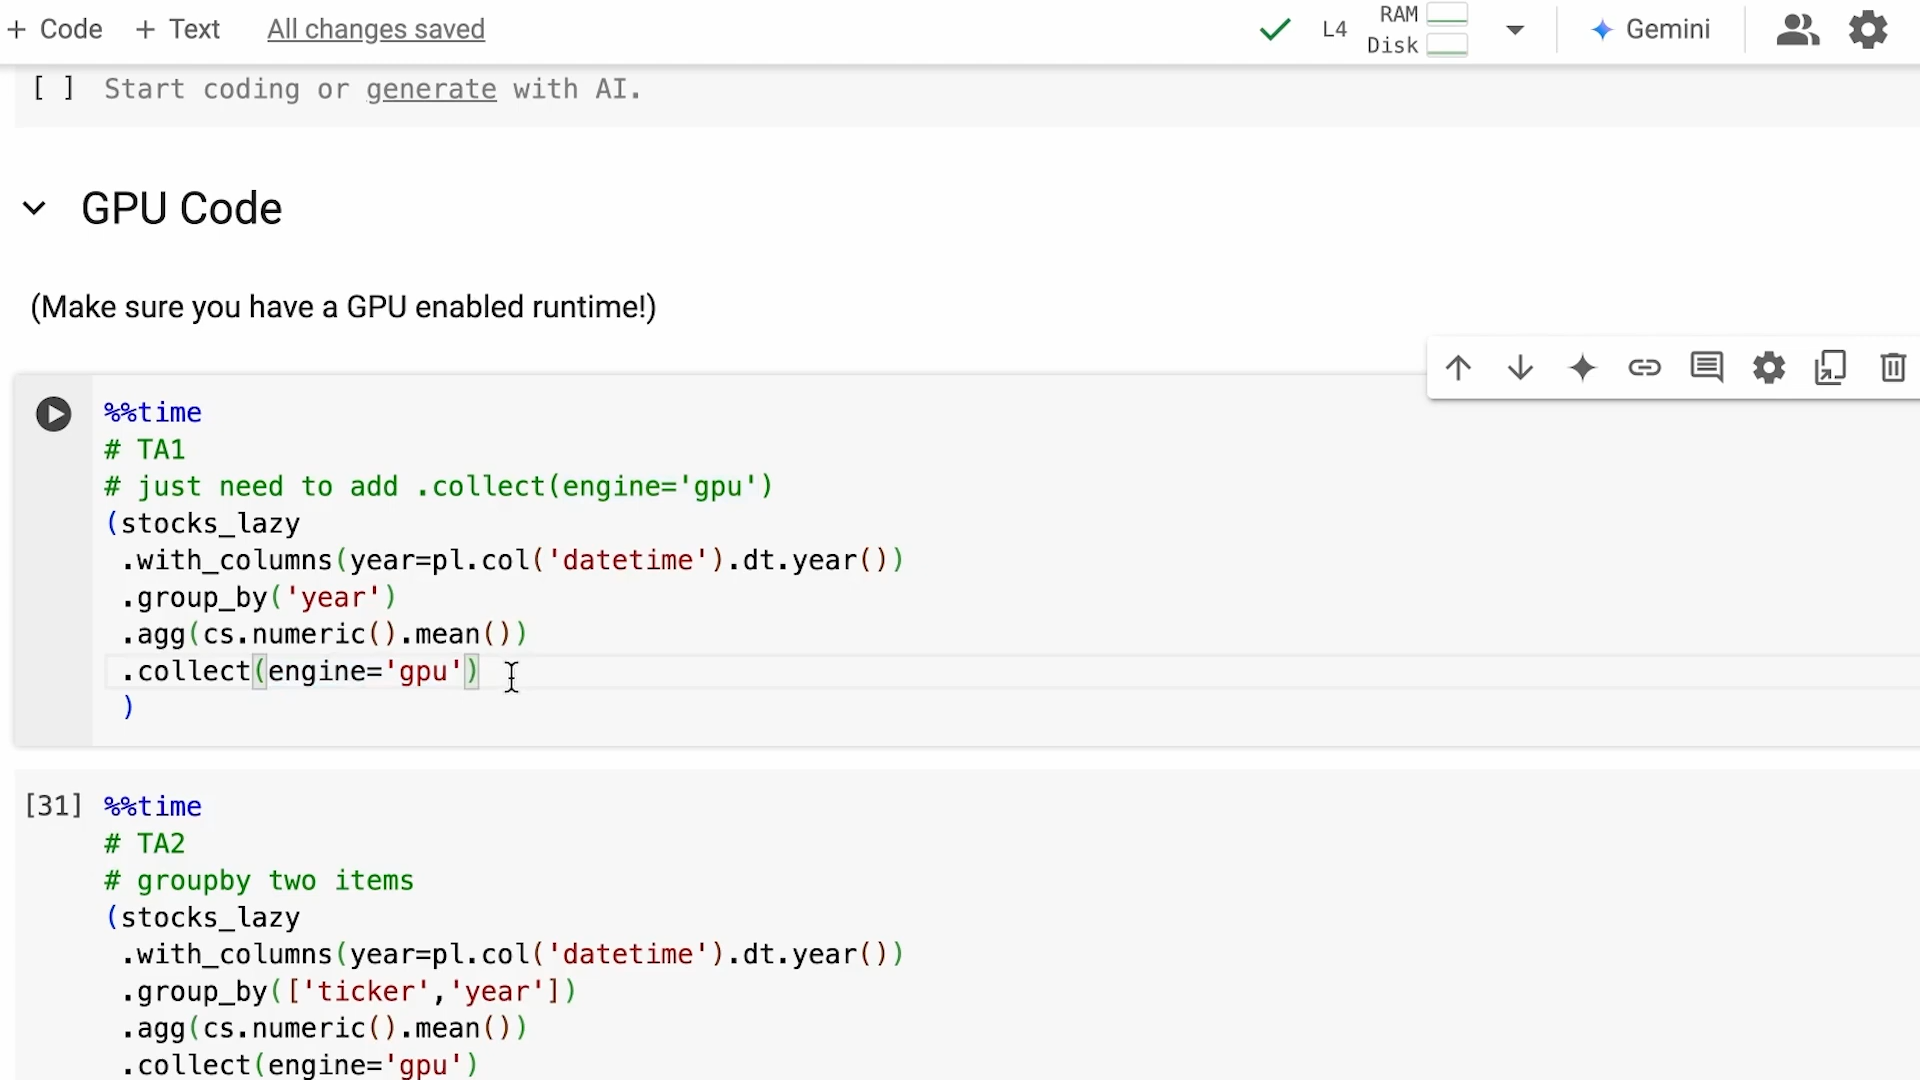 + Code + Text All changes saved L4 RAM Gemini
Disk
[ ] Start coding or generate with AI.
GPU Code
(Make sure you have a GPU enabled runtime!)
%%time
# TA1
# just need to add .collect(engine='gpu')
(stocks_lazy
.with_columns(year=pl.col('datetime').dt.year())
.group_by('year')
.agg(cs.numeric().mean())
.collect(engine='gpu')
)
[31] %%time
# TA2
# groupby two items
(stocks_lazy
.with_columns(year=pl.col('datetime').dt.year())
.group_by(['ticker','year'])
.agg(cs.numeric().mean())
.collect(engine='gpu')